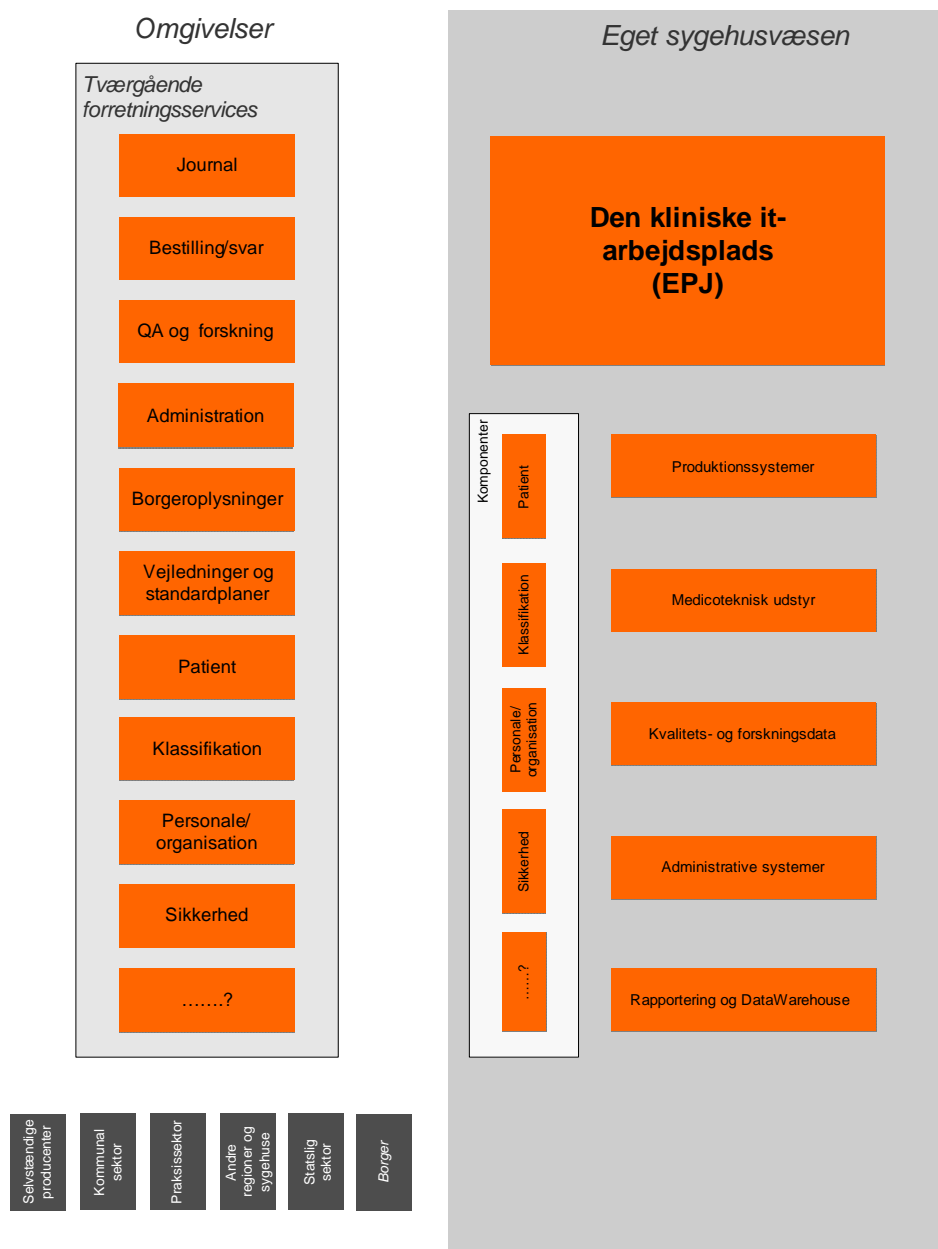 Omgivelser
Tværgående
forretningsservices
Journal
Bestilling/svar
QA og  forskning
Administration
Borgeroplysninger
Vejledninger og
standardplaner
Patient
Klassifikation
Personale/
organisation
Sikkerhed
…….?
Selvstændige
producenter
Kommunal
sektor
Praksissektor
Andre
regioner og
sygehuse
Statslig
sektor
Borger
Eget sygehusvæsen
Den kliniske it-
arbejdsplads
(EPJ)
Komponenter
Patient
Klassifikation
Personale/
organisation
Sikkerhed
……?
Produktionssystemer
Medicoteknisk udstyr
Kvalitets- og forskningsdata
Administrative systemer
Rapportering og DataWarehouse